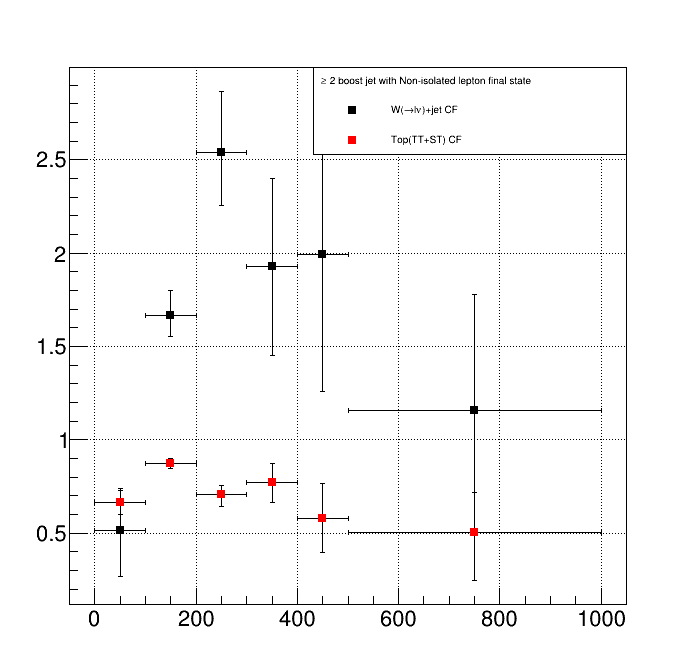 ≥ 2 boost jet with Non-isolated lepton final state
W(→lν)+jet CF
Top(TT+ST) CF
2.5
2
1.5
1
0.5
0 200 400 600 800 1000